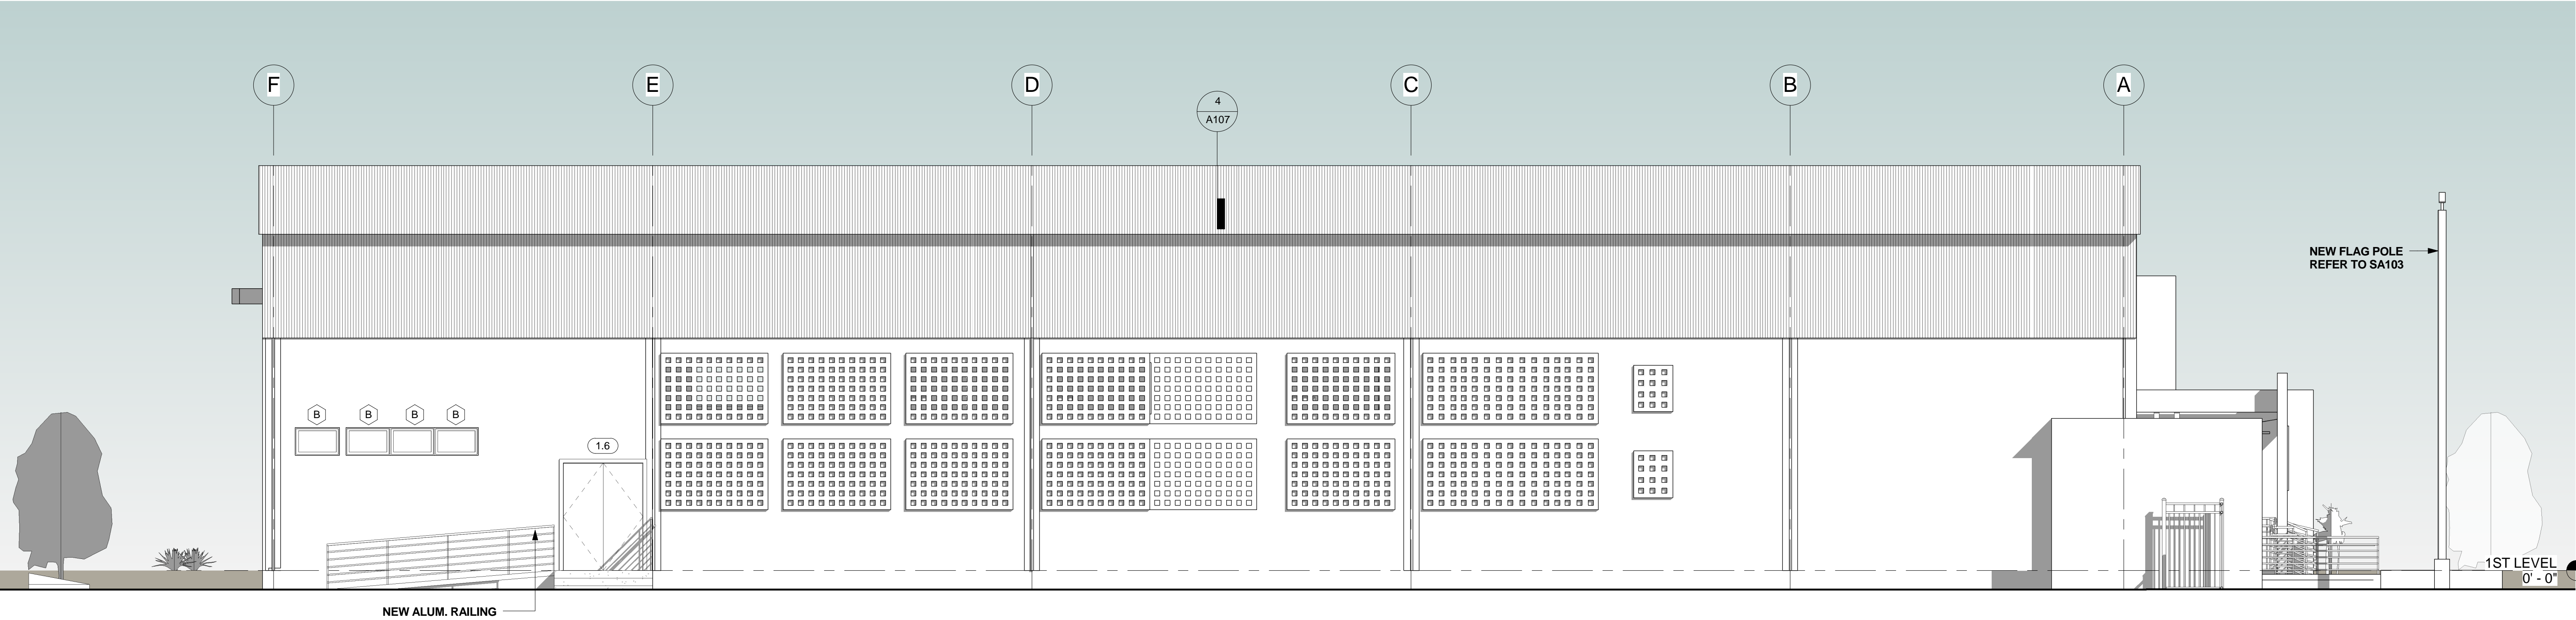 F
E
D
C
B
A
4
A107
NEW FLAG POLE
REFER TO SA103
B
B
B
B
1.6
1ST LEVEL
0' - 0"
NEW ALUM. RAILING